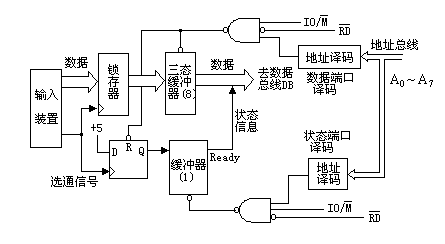 IO/M̅
R̅D̅
数据
锁存器
三态缓冲器(8)
数据
去数据总线DB
地址译码
数据端口译码
地址总线
A₀～A₇
输入装置
+5
D
R
Q
状态信息
缓冲器(1)
Ready
选通信号
状态端口译码
地址译码
IO/M̅
R̅D̅